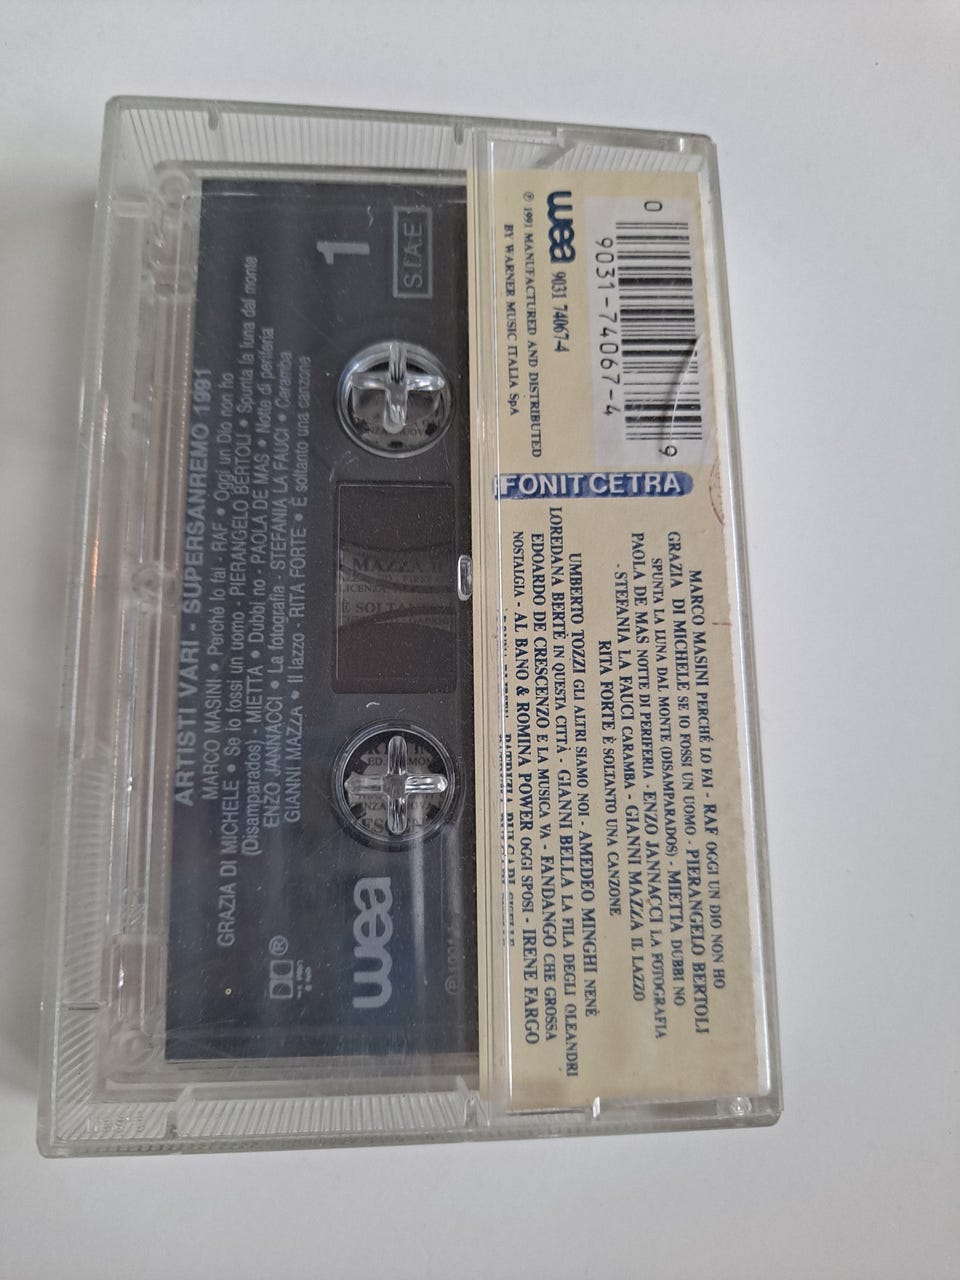 0
9031-74067-4
9
wea 9031 74067-4
℗ 1991 MANUFACTURED AND DISTRIBUTED
BY WARNER MUSIC ITALIA SpA
FONIT CETRA
MARCO MASINI PERCHÉ LO FAI - RAF OGGI UN DIO NON HO
GRAZIA DI MICHELE SE IO FOSSI UN UOMO - PIERANGELO BERTOLI
SPUNTA LA LUNA DAL MONTE (DISAMPARADOS) - MIETTA DUBBI NO
PAOLA DE MAS NOTTE DI PERIFERIA - ENZO JANNACCI LA FOTOGRAFIA
- STEFANIA LA FAUCI CARAMBA - GIANNI MAZZA IL LAZZO
RITA FORTE È SOLTANTO UNA CANZONE
UMBERTO TOZZI GLI ALTRI SIAMO NOI - AMEDEO MINGHI NENÈ
LOREDANA BERTÈ IN QUESTA CITTÀ - GIANNI BELLA LA FILA DEGLI OLEANDRI
EDOARDO DE CRESCENZO E LA MUSICA VA - FANDANGO CHE GROSSA
NOSTALGIA - AL BANO & ROMINA POWER OGGI SPOSI - IRENE FARGO
S.I.A.E.
1
wea
ARTISTI VARI - SUPERSANREMO 1991
MARCO MASINI • Perché lo fai - RAF • Oggi un Dio non ho
GRAZIA DI MICHELE • Se io fossi un uomo - PIERANGELO BERTOLI • Spunta la luna dal monte
(Disamparados) - MIETTA • Dubbi no - PAOLA DE MAS • Notte di periferia
ENZO JANNACCI • La fotografia - STEFANIA LA FAUCI • Caramba
GIANNI MAZZA • Il lazzo - RITA FORTE • È soltanto una canzone